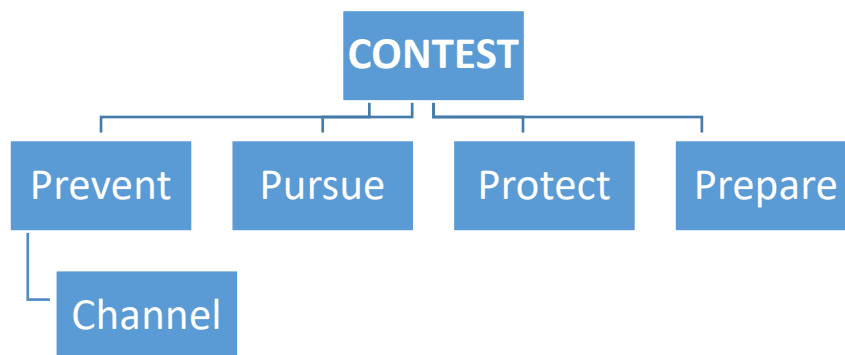 CONTEST
Prevent
Pursue
Protect
Prepare
Channel